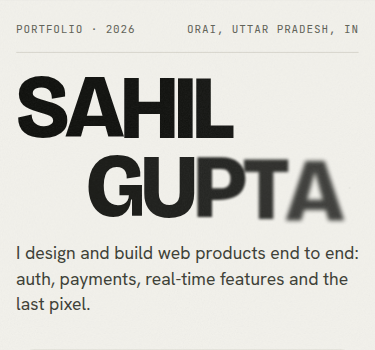 PORTFOLIO · 2026
ORAI, UTTAR PRADESH, IN
SAHIL
GUPTA
I design and build web products end to end:
auth, payments, real-time features and the
last pixel.